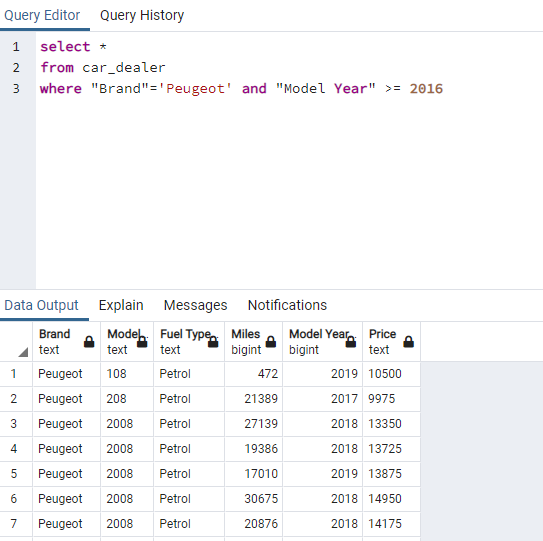 Query Editor Query History
1 select *
2 from car_dealer
3 where "Brand"='Peugeot' and "Model Year" >= 2016
Data Output Explain Messages Notifications
Brand Model Fuel Type Miles Model Year Price
text text text bigint bigint text
1 Peugeot 108 Petrol 472 2019 10500
2 Peugeot 208 Petrol 21389 2017 9975
3 Peugeot 2008 Petrol 27139 2018 13350
4 Peugeot 2008 Petrol 19386 2018 13725
5 Peugeot 2008 Petrol 17010 2019 13875
6 Peugeot 2008 Petrol 30675 2018 14950
7 Peugeot 2008 Petrol 20876 2018 14175